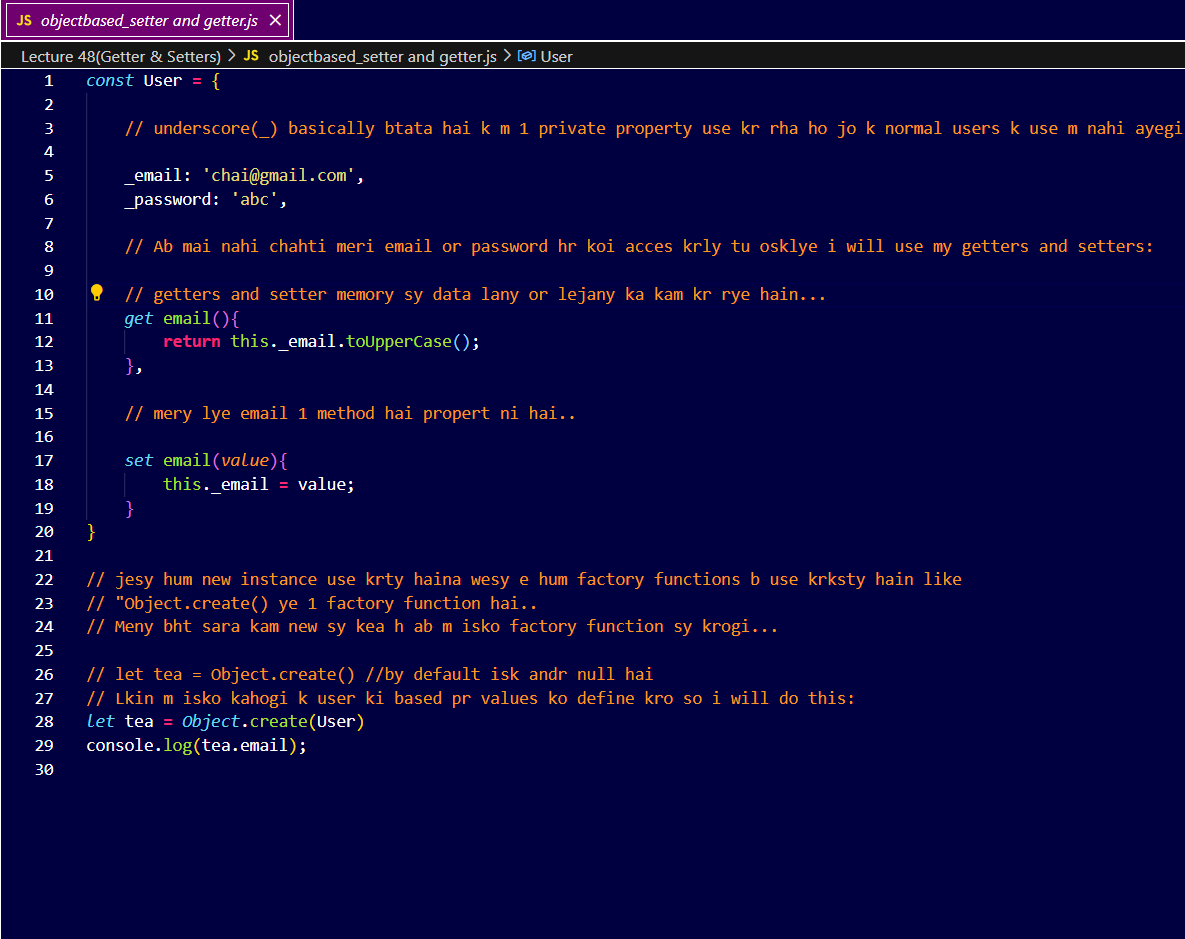 JS objectbased_setter and getter.js ×
Lecture 48(Getter & Setters) > JS objectbased_setter and getter.js > User
1 const User = {
2
3 // underscore(_) basically btata hai k m 1 private property use kr rha ho jo k normal users k use m nahi ayegi
4
5 _email: 'chai@gmail.com',
6 _password: 'abc',
7
8 // Ab mai nahi chahti meri email or password hr koi acces krly tu osklye i will use my getters and setters:
9
10 // getters and setter memory sy data lany or lejany ka kam kr rye hain...
11 get email(){
12 return this._email.toUpperCase();
13 },
14
15 // mery lye email 1 method hai propert ni hai..
16
17 set email(value){
18 this._email = value;
19 }
20 }
21
22 // jesy hum new instance use krty haina wesy e hum factory functions b use krksty hain like
23 // "Object.create() ye 1 factory function hai..
24 // Meny bht sara kam new sy kea h ab m isko factory function sy krogi...
25
26 // let tea = Object.create() //by default isk andr null hai
27 // Lkin m isko kahogi k user ki based pr values ko define kro so i will do this:
28 let tea = Object.create(User)
29 console.log(tea.email);
30